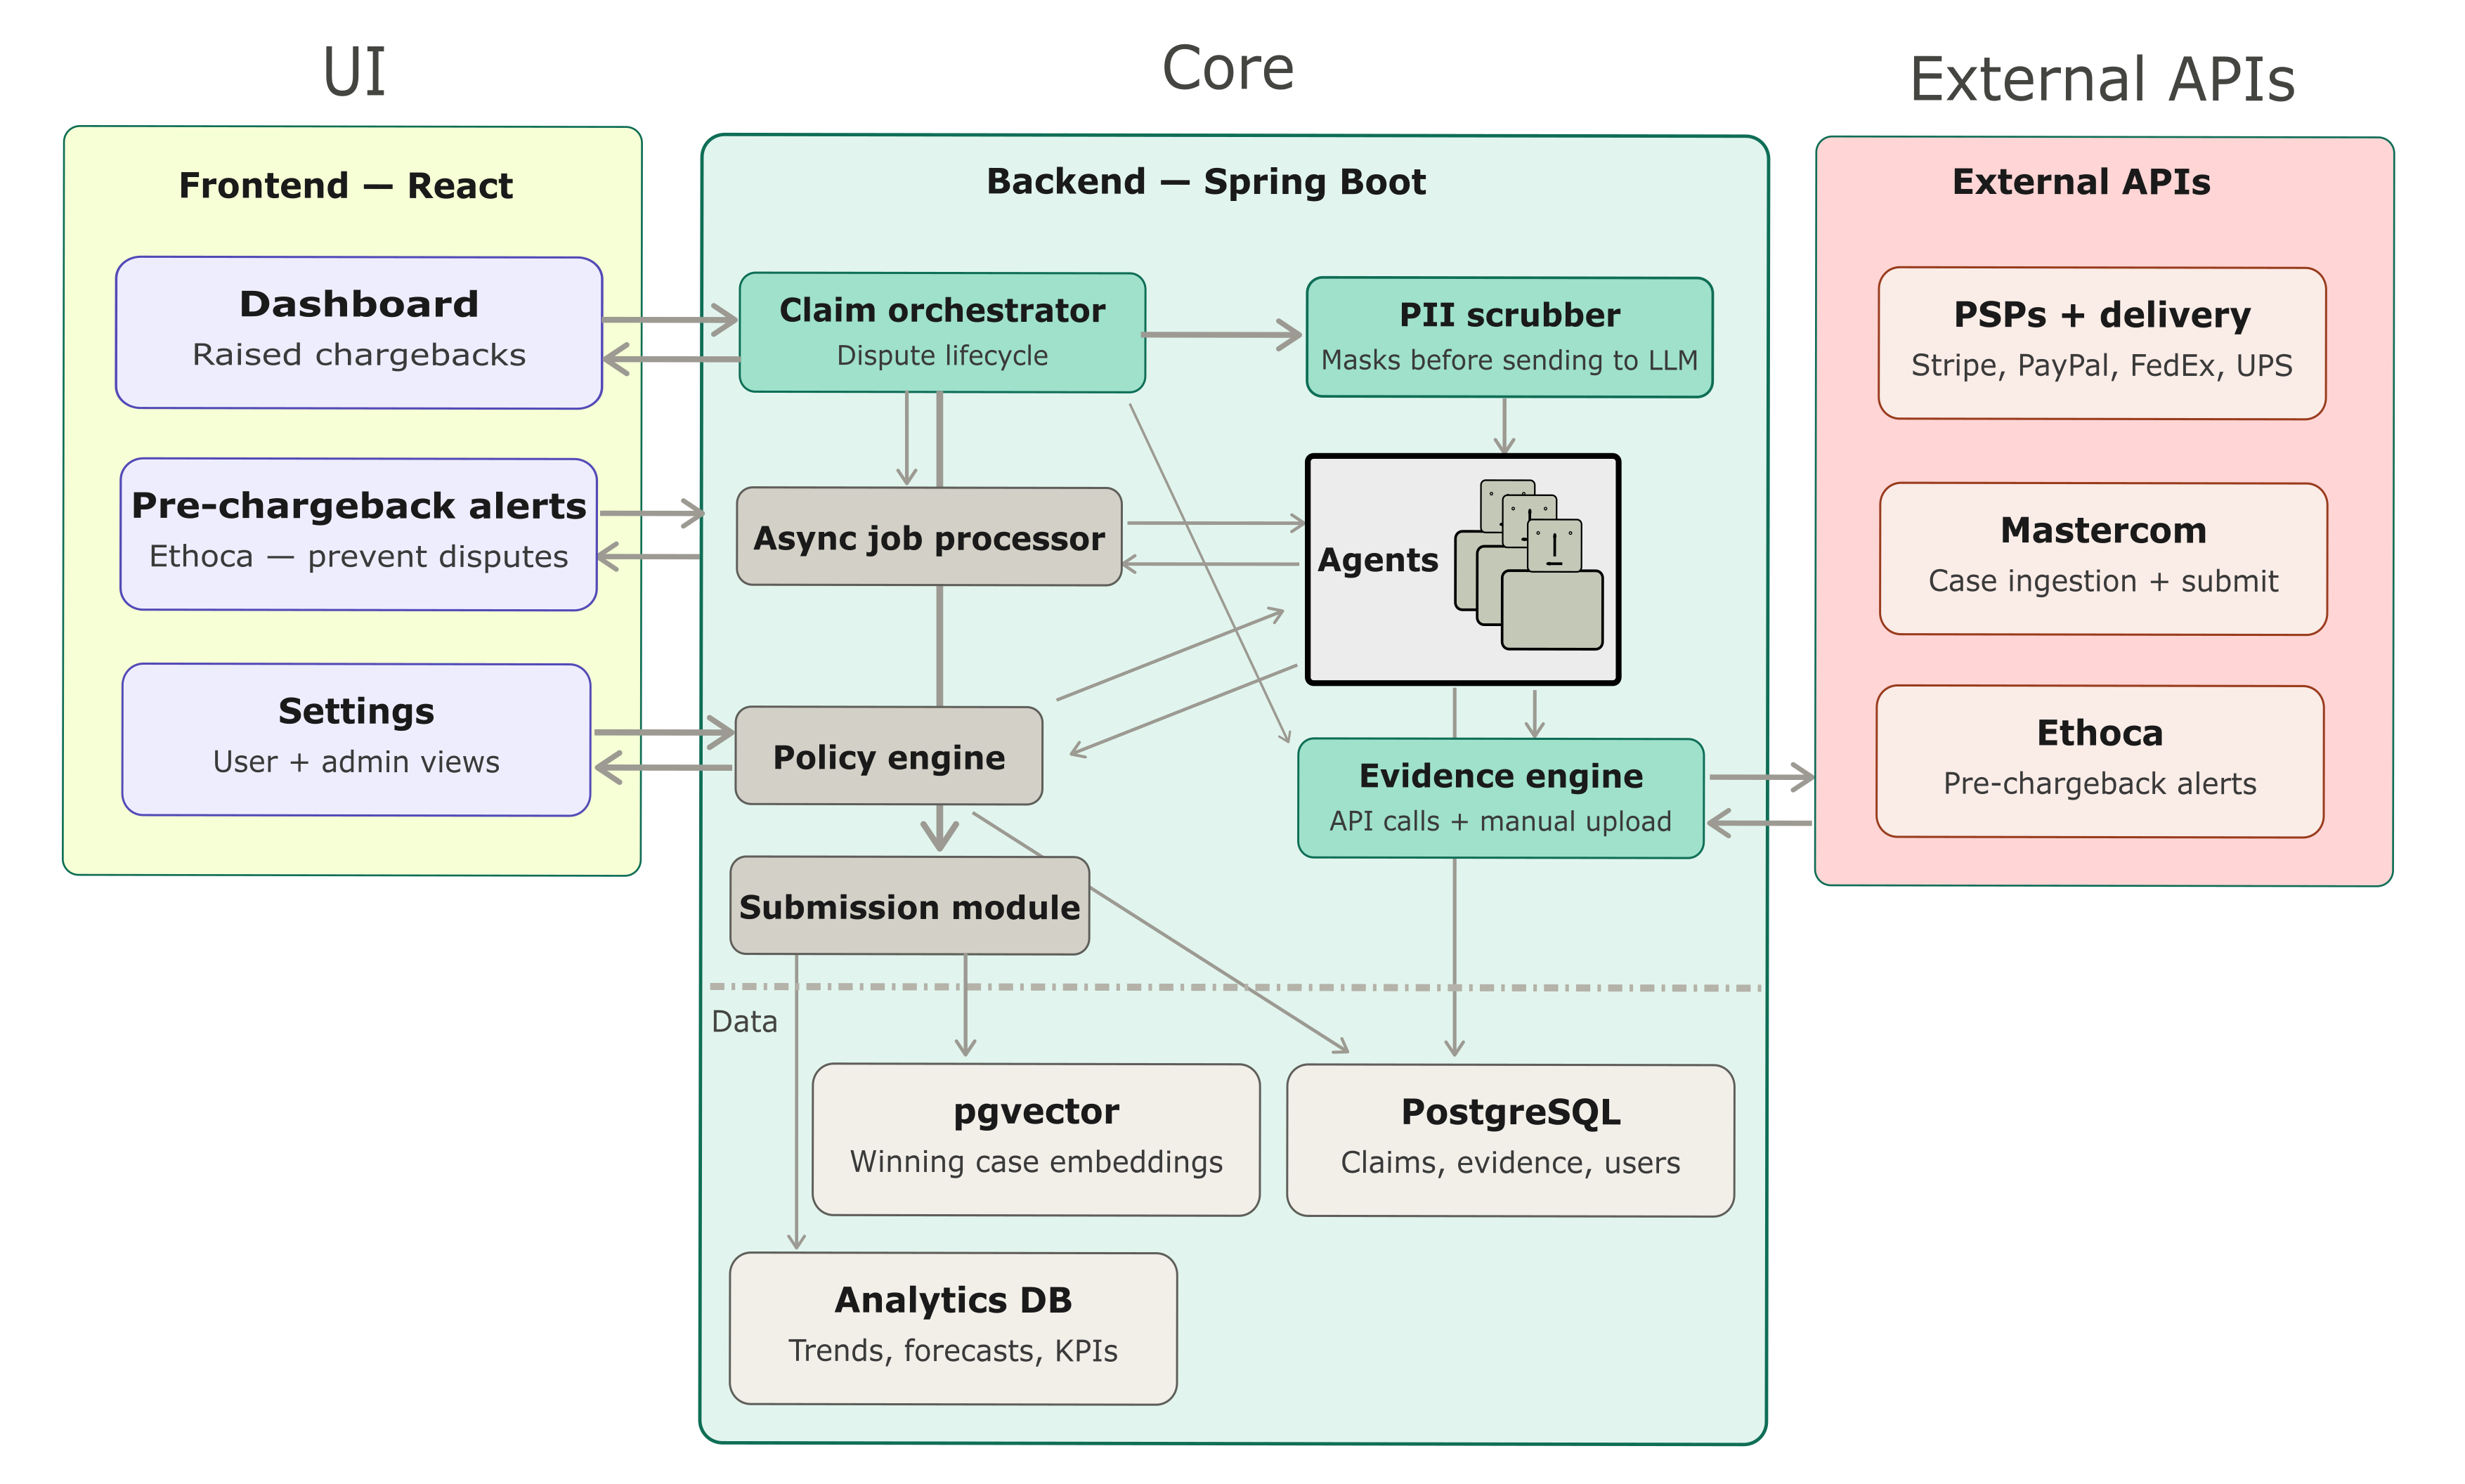 UI
Core
External APIs
Frontend — React
Dashboard
Raised chargebacks
Pre-chargeback alerts
Ethoca — prevent disputes
Settings
User + admin views
Backend — Spring Boot
Claim orchestrator
Dispute lifecycle
PII scrubber
Masks before sending to LLM
Async job processor
Agents
Policy engine
Evidence engine
API calls + manual upload
Submission module
Data
pgvector
Winning case embeddings
PostgreSQL
Claims, evidence, users
Analytics DB
Trends, forecasts, KPIs
External APIs
PSPs + delivery
Stripe, PayPal, FedEx, UPS
Mastercom
Case ingestion + submit
Ethoca
Pre-chargeback alerts